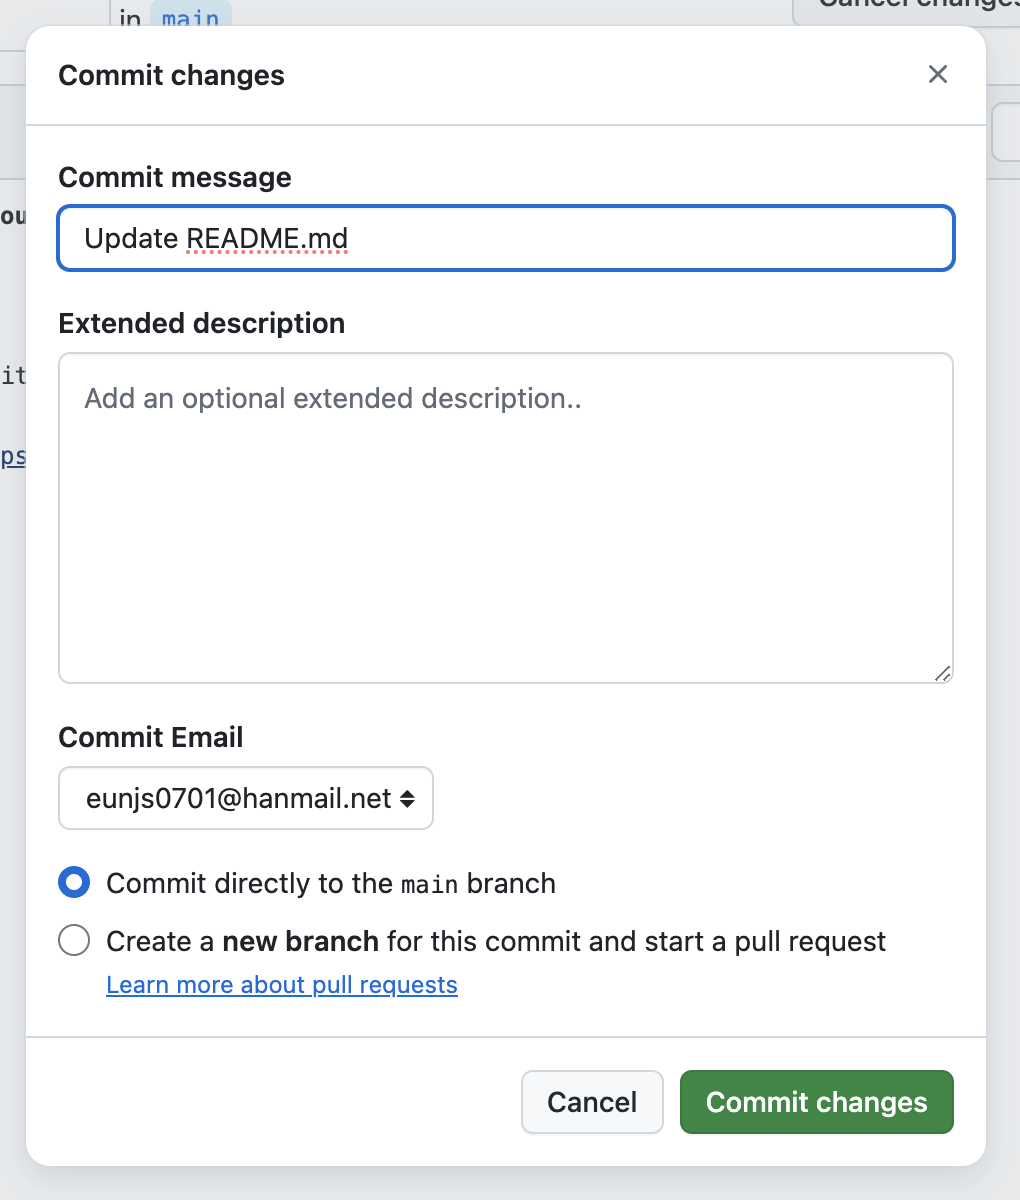 in main
Commit changes
Commit message
Update README.md
Extended description
Add an optional extended description..
Commit Email
eunjs0701@hanmail.net
Commit directly to the main branch
Create a new branch for this commit and start a pull request
Learn more about pull requests
Cancel
Commit changes